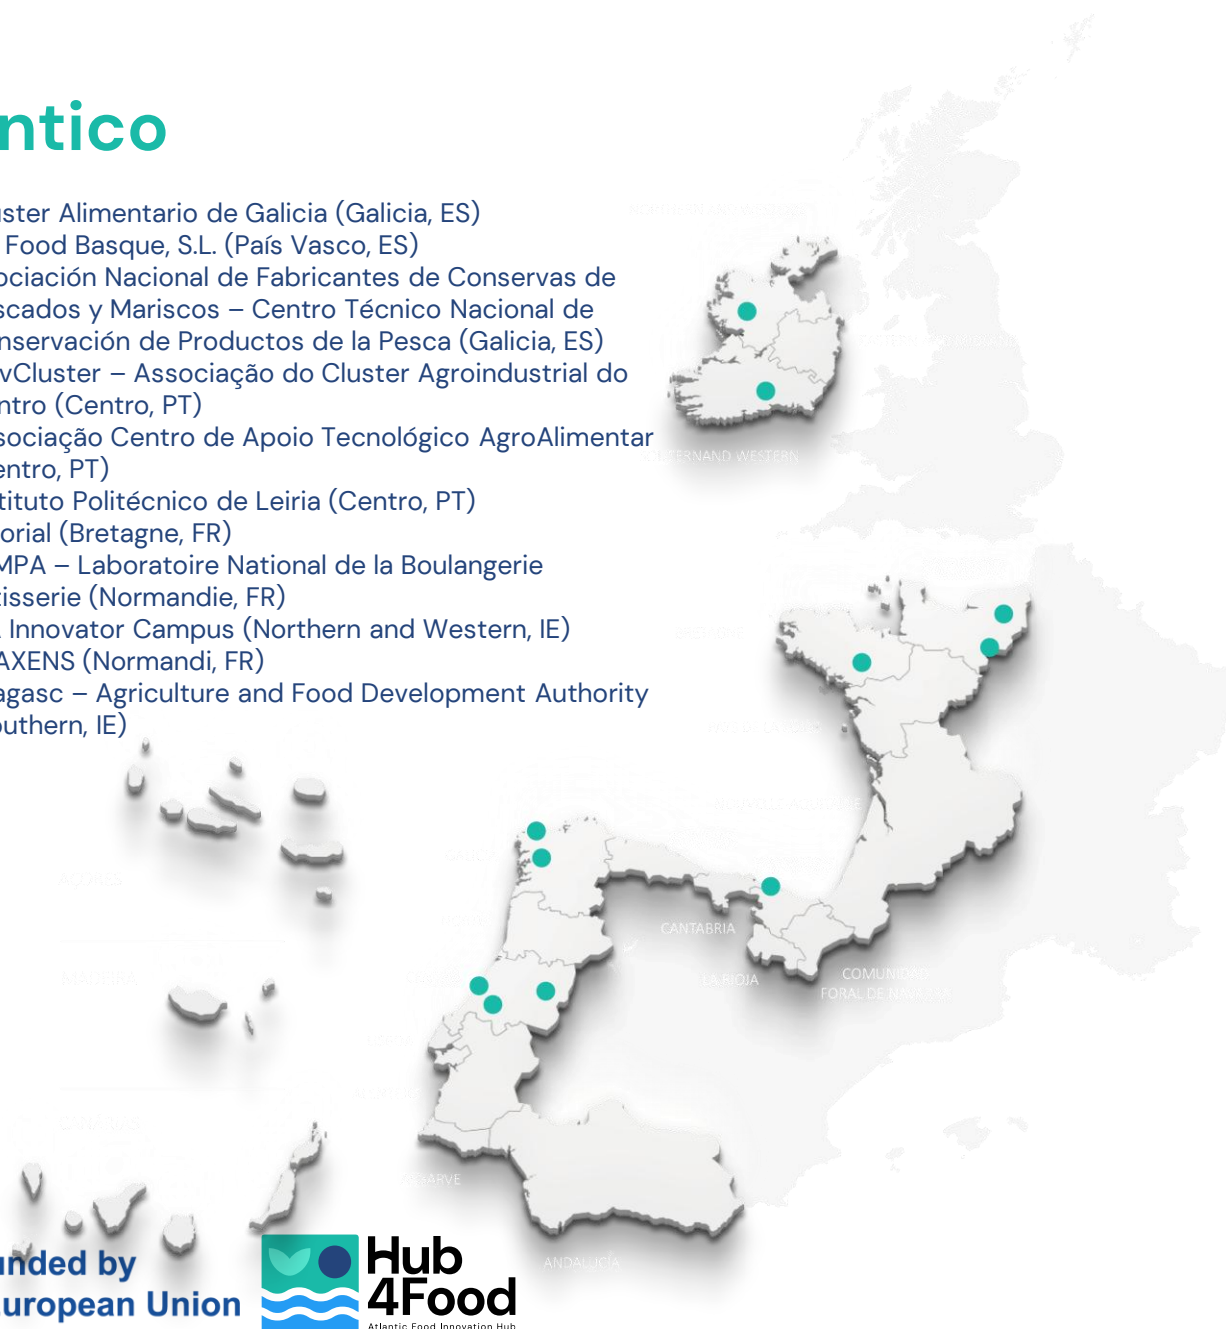 ntico
uster Alimentario de Galicia (Galicia, ES)
Food Basque, S.L. (País Vasco, ES)
ociación Nacional de Fabricantes de Conservas de
scados y Mariscos – Centro Técnico Nacional de
nservación de Productos de la Pesca (Galicia, ES)
vCluster – Associação do Cluster Agroindustrial do
ntro (Centro, PT)
sociação Centro de Apoio Tecnológico AgroAlimentar
entro, PT)
tituto Politécnico de Leiria (Centro, PT)
orial (Bretagne, FR)
MPA – Laboratoire National de la Boulangerie
tisserie (Normandie, FR)
Innovator Campus (Northern and Western, IE)
AXENS (Normandi, FR)
agasc – Agriculture and Food Development Authority
outhern, IE)
AÇORES
CANTABRIA
LA RIOJA
COMUNIDAD
FORAL DE NAVARRA
MADEIRA
ALGARVE
ANDALUCÍA
unded by
European Union
Hub
4Food
Atlantic Food Innovation Hub